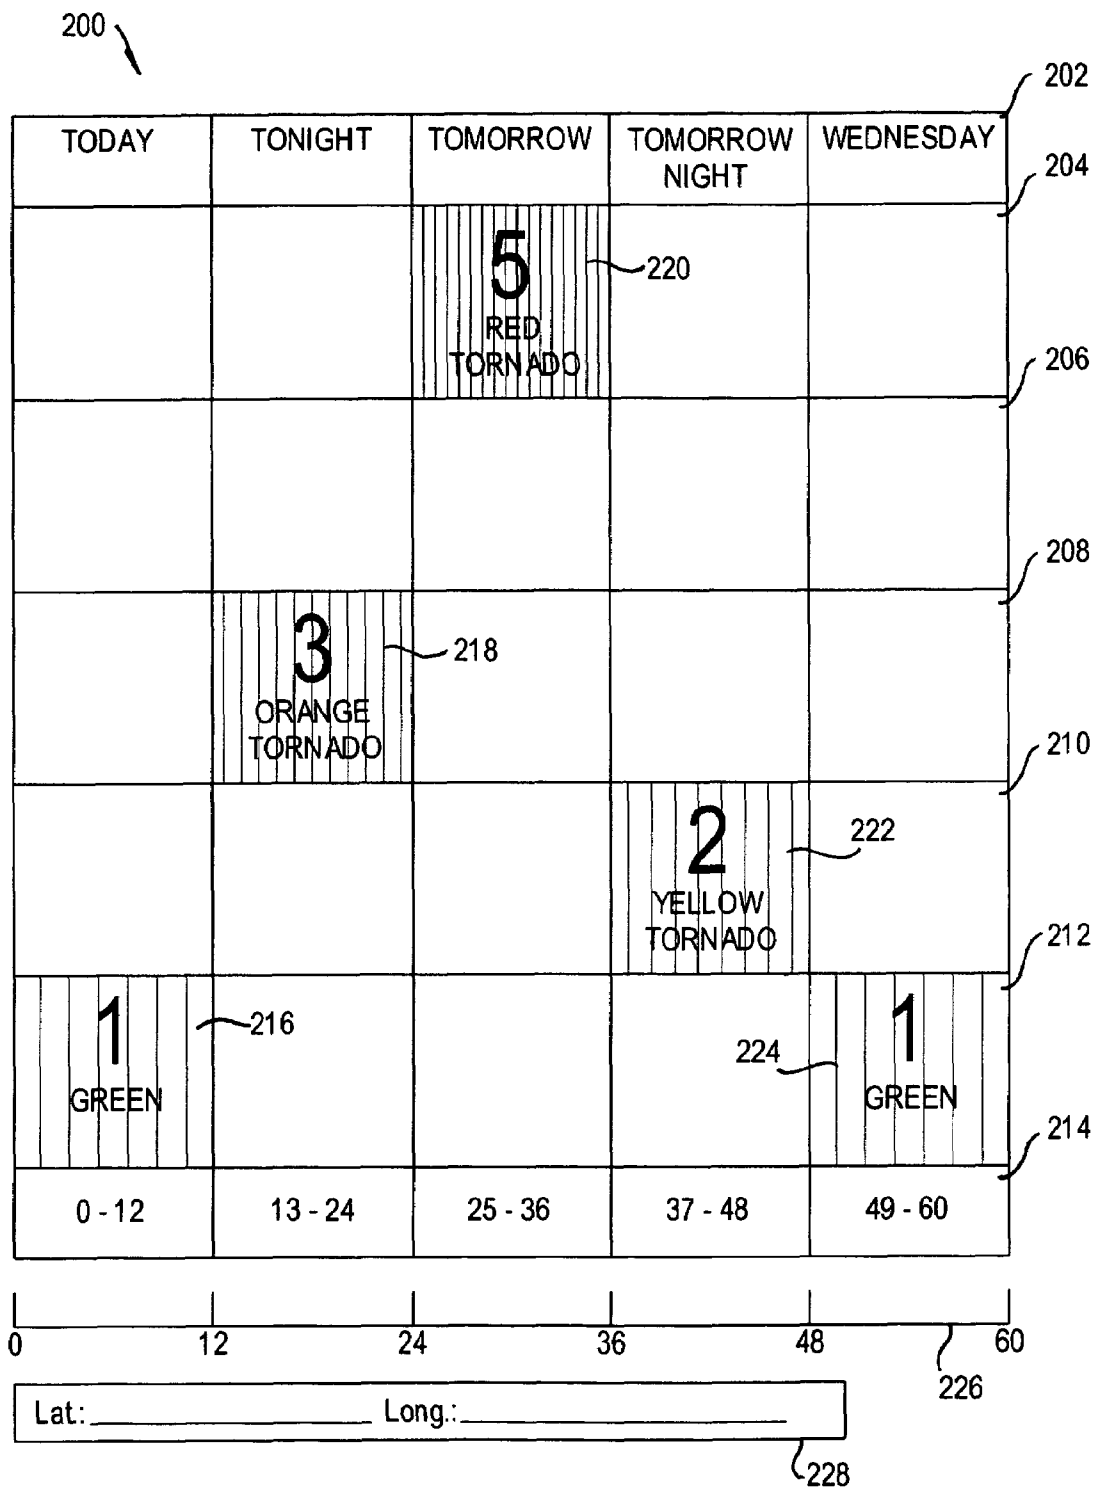 200
202
TODAY TONIGHT TOMORROW TOMORROW NIGHT WEDNESDAY
204
5
220
RED
TORNADO
206
208
3
218
ORANGE
TORNADO
210
2
222
YELLOW
TORNADO
212
1
216
GREEN
1
224
GREEN
214
0 - 12 13 - 24 25 - 36 37 - 48 49 - 60
0 12 24 36 48 60
226
Lat.: Long.:
228